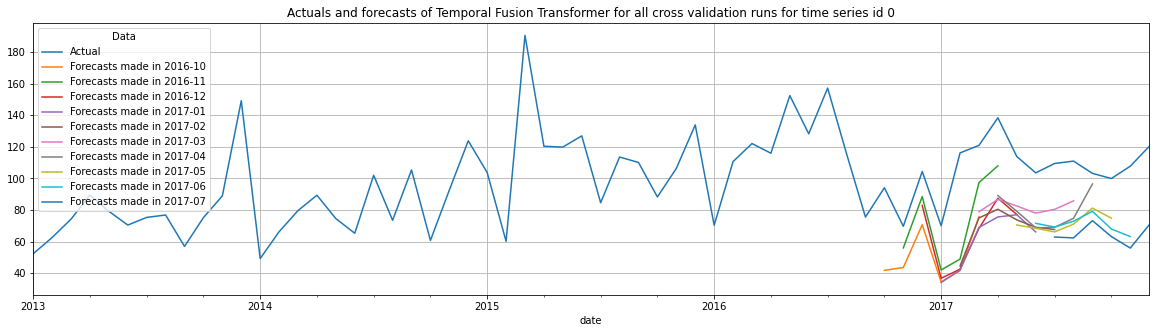 Actuals and forecasts of Temporal Fusion Transformer for all cross validation runs for time series id 0
Data
Actual
Forecasts made in 2016-10
Forecasts made in 2016-11
Forecasts made in 2016-12
Forecasts made in 2017-01
Forecasts made in 2017-02
Forecasts made in 2017-03
Forecasts made in 2017-04
Forecasts made in 2017-05
Forecasts made in 2017-06
Forecasts made in 2017-07
180
160
140
120
100
80
60
40
2013
2014
2015
2016
2017
date